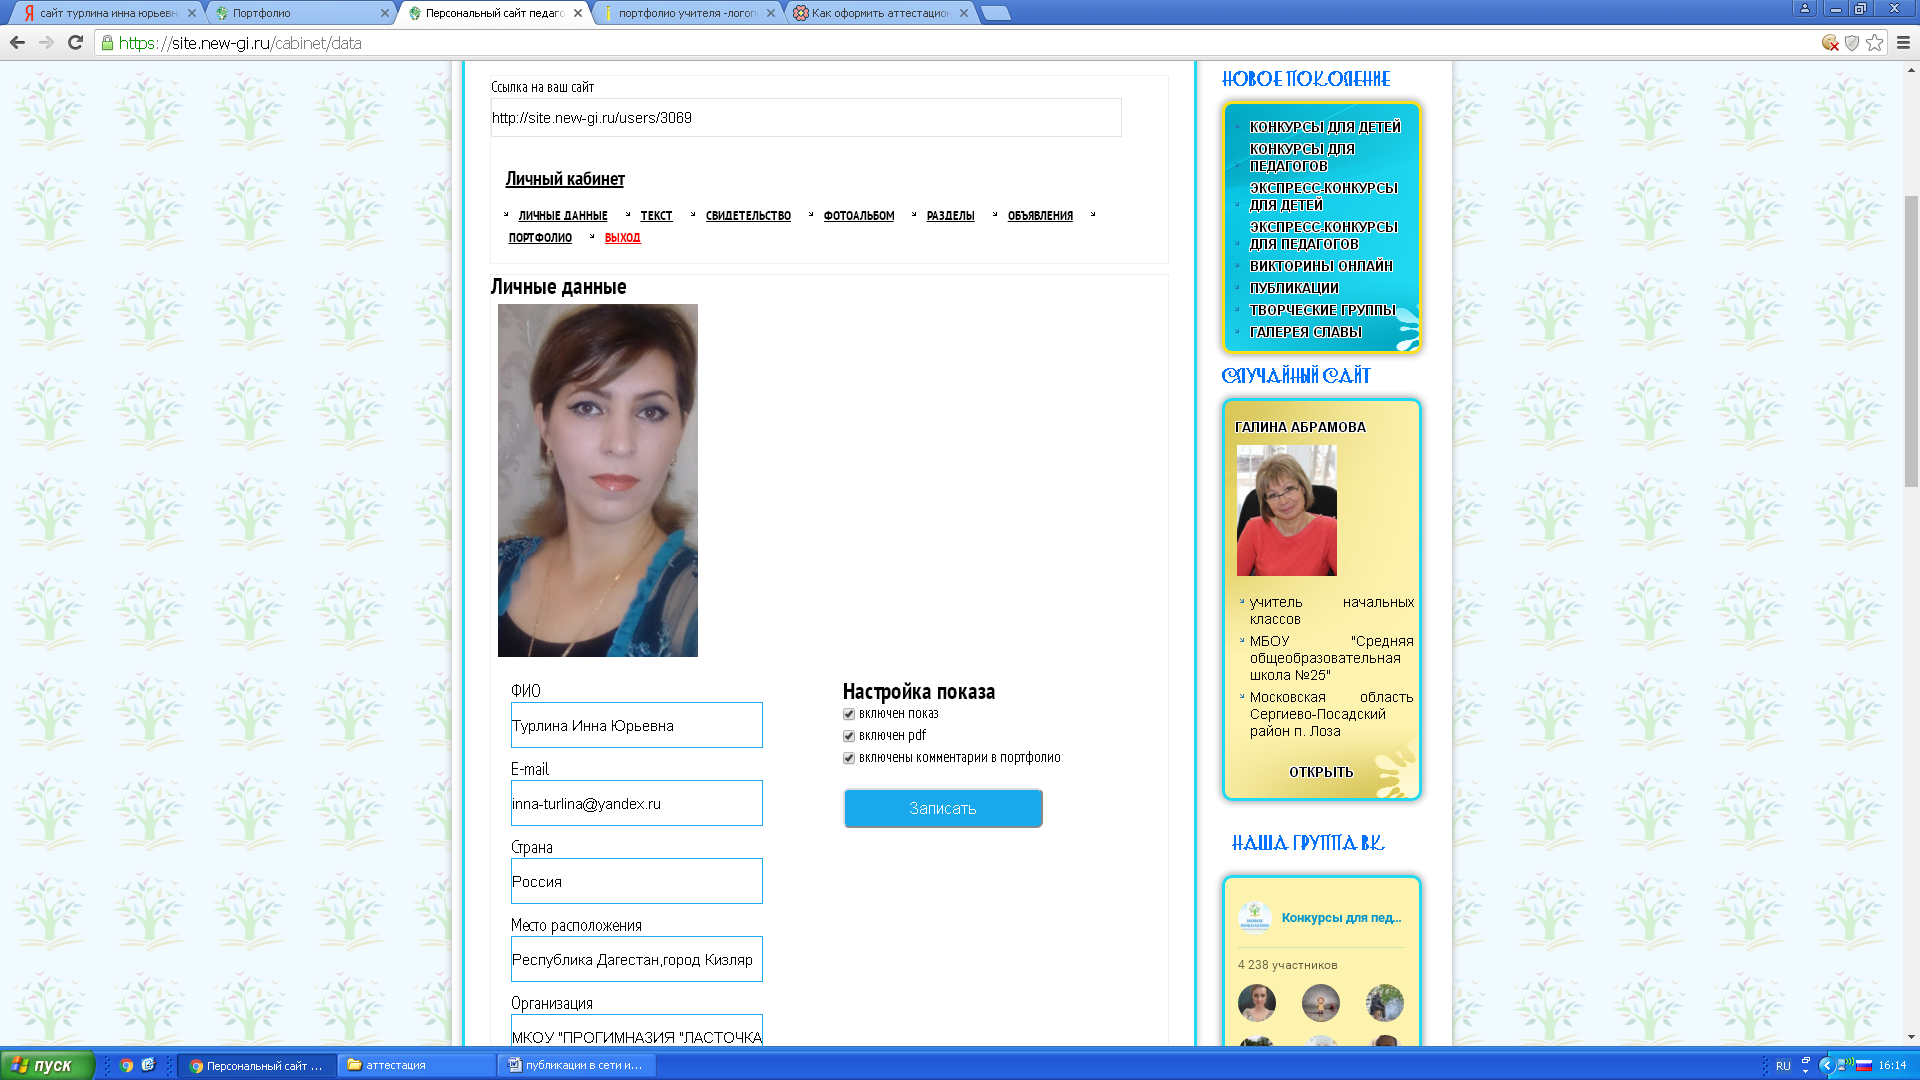 сайт турлина инна юрьевн
Портфолио
Персональный сайт педаго
портфолио учителя -логоп
Как оформить аттестацион
https://site.new-gi.ru/cabinet/data
Ссылка на ваш сайт
http://site.new-gi.ru/users/3069
Личный кабинет
ЛИЧНЫЕ ДАННЫЕ ТЕКСТ СВИДЕТЕЛЬСТВО ФОТОАЛЬБОМ РАЗДЕЛЫ ОБЪЯВЛЕНИЯ
ПОРТФОЛИО ВЫХОД
Личные данные
ФИО
Турлина Инна Юрьевна
E-mail
inna-turlina@yandex.ru
Страна
Россия
Место расположения
Республика Дагестан,город Кизляр
Организация
МКОУ "ПРОГИМНАЗИЯ "ЛАСТОЧКА
Настройка показа
включен показ
включен pdf
включены комментарии в портфолио
Записать
НОВОЕ ПОКОЛЕНИЕ
КОНКУРСЫ ДЛЯ ДЕТЕЙ
КОНКУРСЫ ДЛЯ
ПЕДАГОГОВ
ЭКСПРЕСС-КОНКУРСЫ
ДЛЯ ДЕТЕЙ
ЭКСПРЕСС-КОНКУРСЫ
ДЛЯ ПЕДАГОГОВ
ВИКТОРИНЫ ОНЛАЙН
ПУБЛИКАЦИИ
ТВОРЧЕСКИЕ ГРУППЫ
ГАЛЕРЕЯ СЛАВЫ
СЛУЧАЙНЫЙ САЙТ
ГАЛИНА АБРАМОВА
учитель начальных
классов
МБОУ "Средняя
общеобразовательная
школа №25"
Московская область
Сергиево-Посадский
район п. Лоза
ОТКРЫТЬ
НАША ГРУППА ВК
Конкурсы для пед...
4 238 участников
пуск
Персональный сайт ...
аттестация
публикации в сети и...
RU
16:14